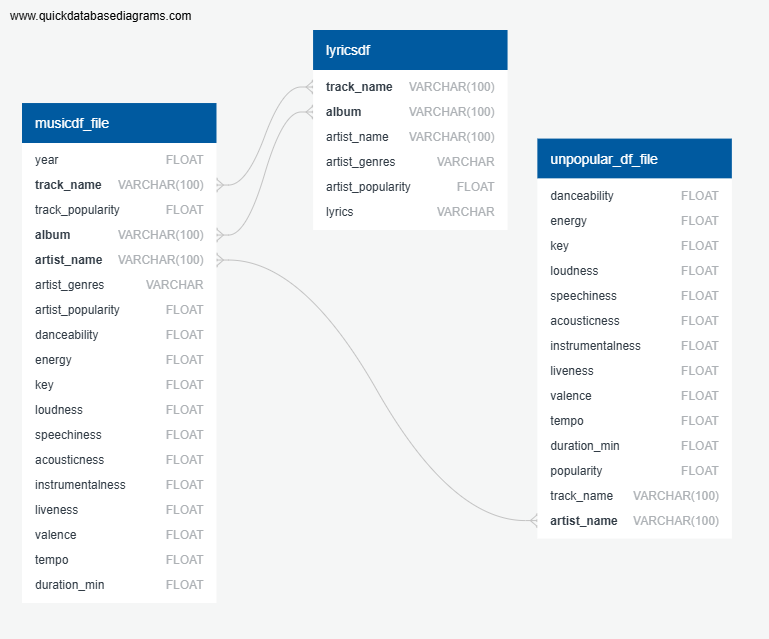 www.quickdatabasediagrams.com
musicdf_file
year FLOAT
track_name VARCHAR(100)
track_popularity FLOAT
album VARCHAR(100)
artist_name VARCHAR(100)
artist_genres VARCHAR
artist_popularity FLOAT
danceability FLOAT
energy FLOAT
key FLOAT
loudness FLOAT
speechiness FLOAT
acousticness FLOAT
instrumentalness FLOAT
liveness FLOAT
valence FLOAT
tempo FLOAT
duration_min FLOAT
lyricsdf
track_name VARCHAR(100)
album VARCHAR(100)
artist_name VARCHAR(100)
artist_genres VARCHAR
artist_popularity FLOAT
lyrics VARCHAR
unpopular_df_file
danceability FLOAT
energy FLOAT
key FLOAT
loudness FLOAT
speechiness FLOAT
acousticness FLOAT
instrumentalness FLOAT
liveness FLOAT
valence FLOAT
tempo FLOAT
duration_min FLOAT
popularity FLOAT
track_name VARCHAR(100)
artist_name VARCHAR(100)